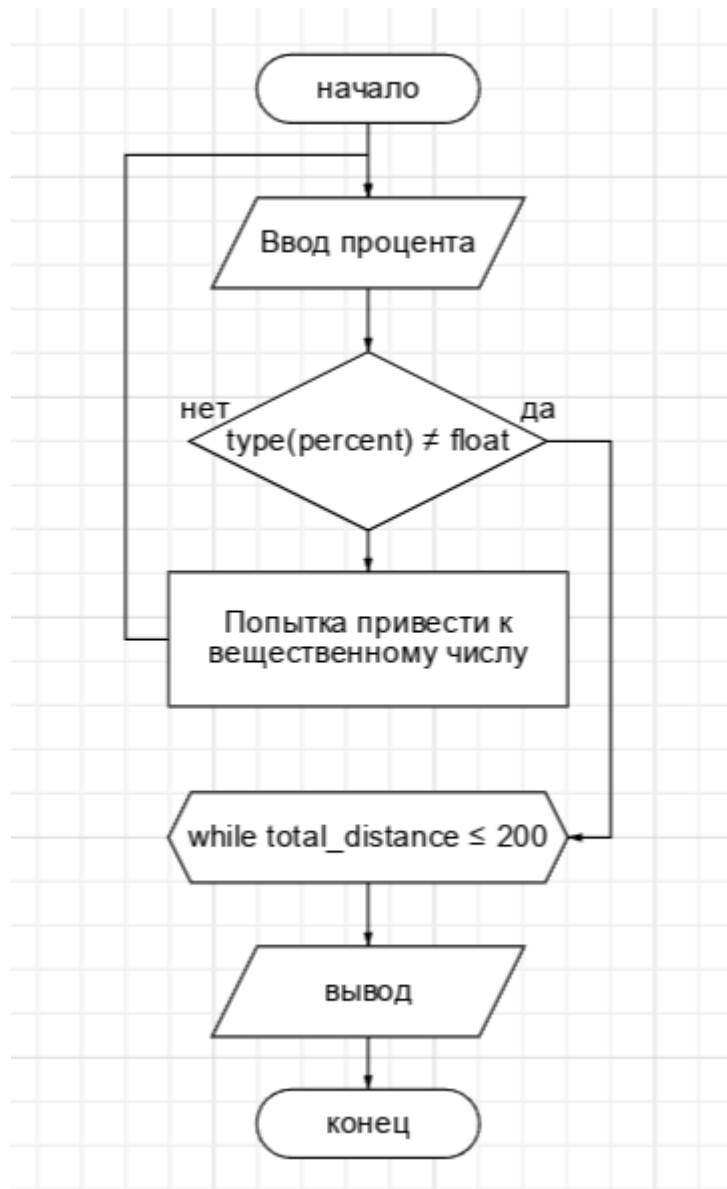 начало
Ввод процента
нет
да
type(percent) ≠ float
Попытка привести к
вещественному числу
while total_distance ≤ 200
вывод
конец